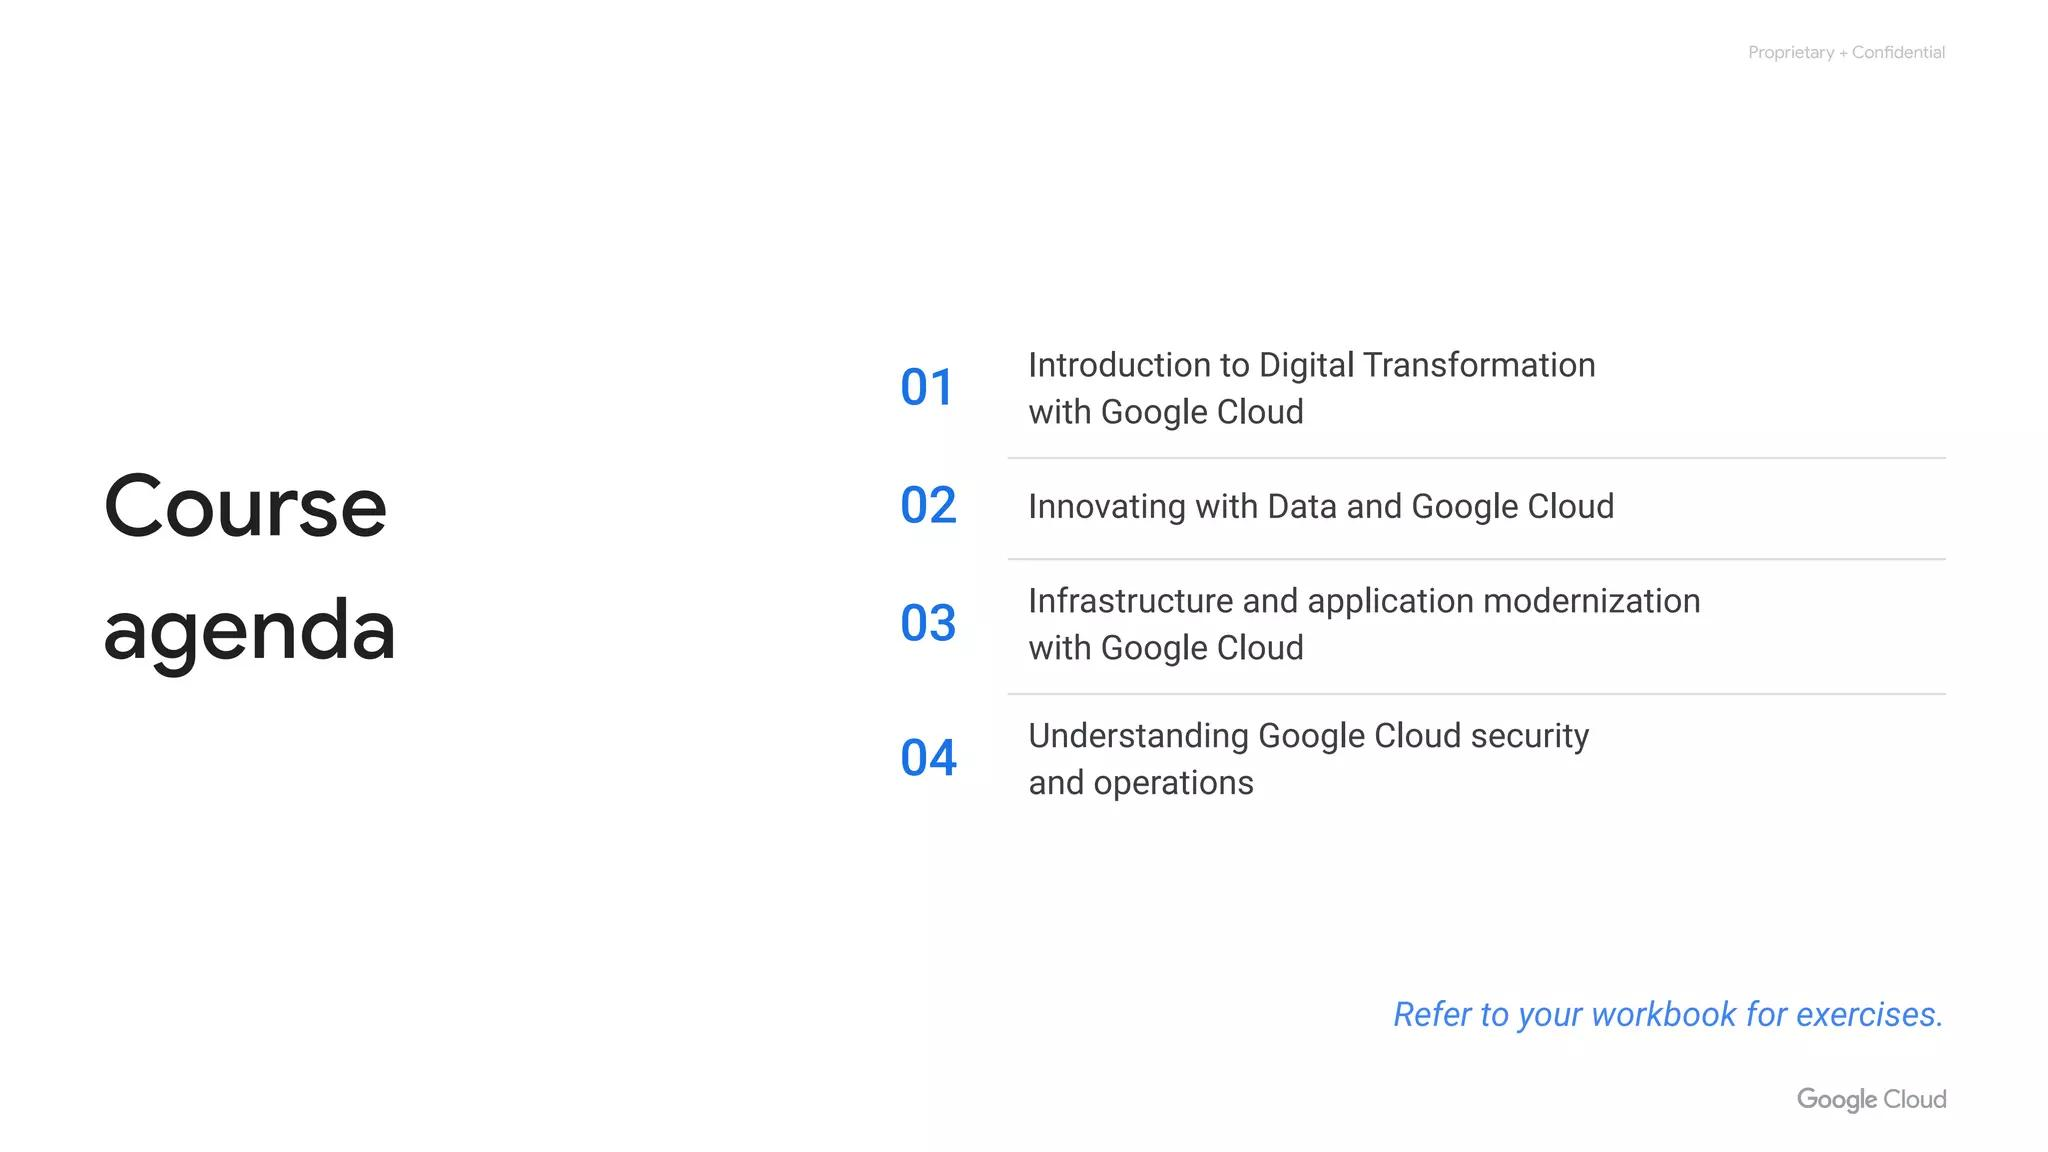 Proprietary + Confidential
Course
agenda
01
Introduction to Digital Transformation
with Google Cloud
02
Innovating with Data and Google Cloud
03
Infrastructure and application modernization
with Google Cloud
04
Understanding Google Cloud security
and operations
Refer to your workbook for exercises.
Google Cloud